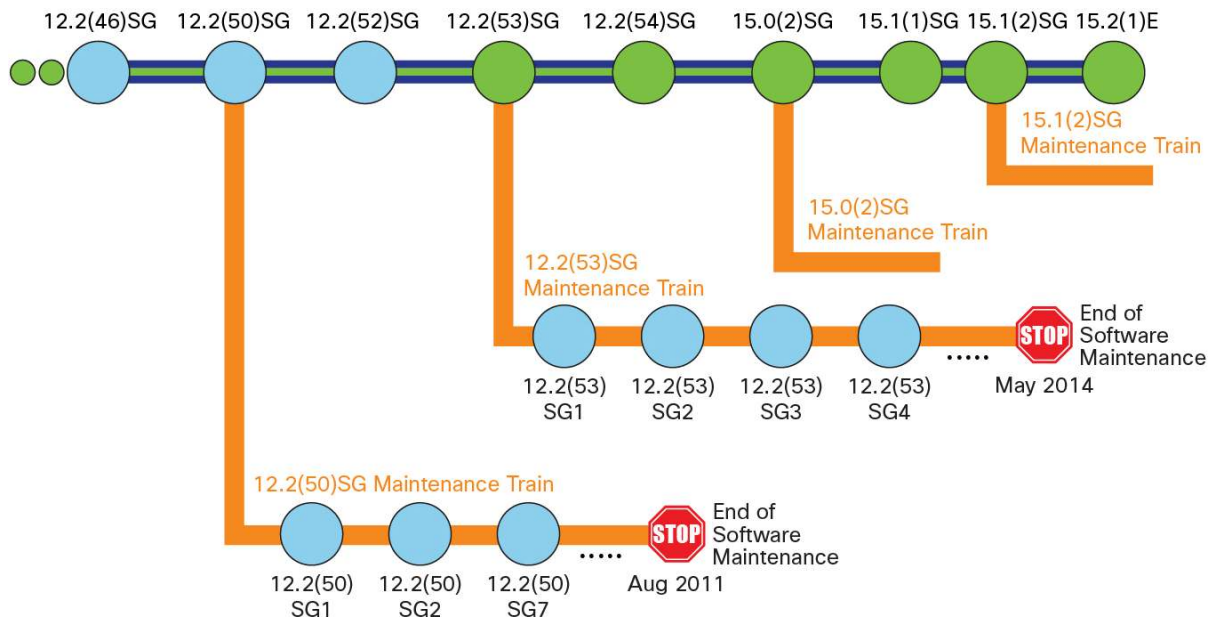 12.2(46)SG 12.2(50)SG 12.2(52)SG 12.2(53)SG 12.2(54)SG 15.0(2)SG 15.1(1)SG 15.1(2)SG 15.2(1)E
15.1(2)SG
Maintenance Train
15.0(2)SG
Maintenance Train
12.2(53)SG
Maintenance Train
STOP
End of
Software
Maintenance
.....
12.2(53) 12.2(53) 12.2(53) 12.2(53) May 2014
SG1 SG2 SG3 SG4
12.2(50)SG Maintenance Train
STOP
End of
Software
Maintenance
.....
12.2(50) 12.2(50) 12.2(50) Aug 2011
SG1 SG2 SG7